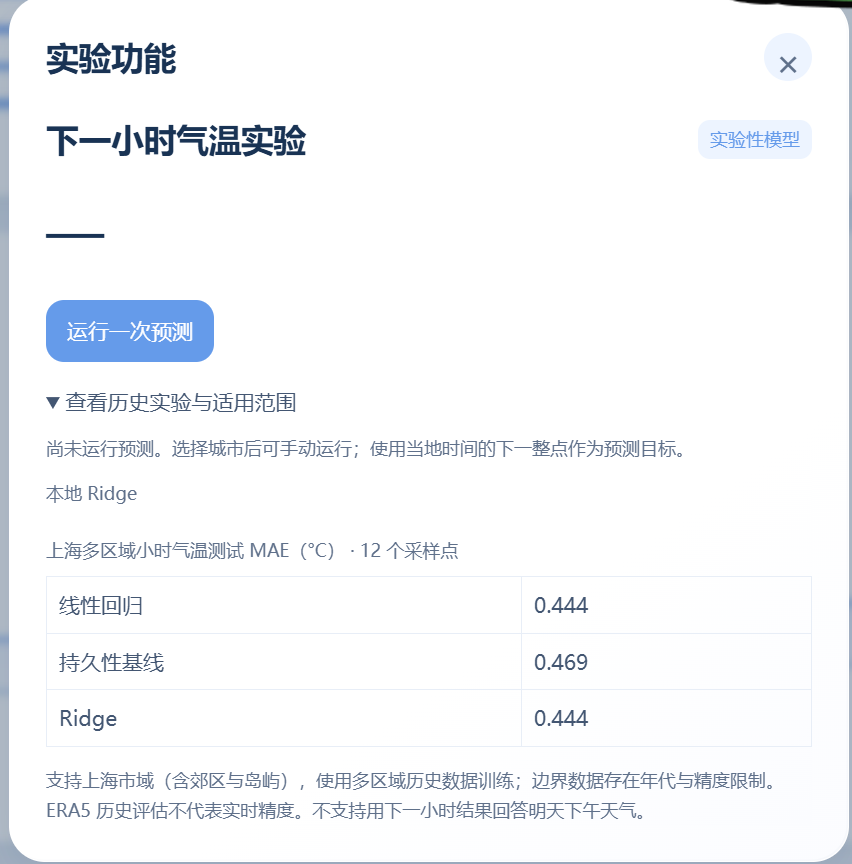 实验功能
下一小时气温实验
实验性模型
运行一次预测
▼ 查看历史实验与适用范围
尚未运行预测。选择城市后可手动运行；使用当地时间的下一整点作为预测目标。
本地 Ridge
上海多区域小时气温测试 MAE（°C） · 12 个采样点
线性回归 0.444
持久性基线 0.469
Ridge 0.444
支持上海市域（含郊区与岛屿），使用多区域历史数据训练；边界数据存在年代与精度限制。
ERA5 历史评估不代表实时精度。不支持用下一小时结果回答明天下午天气。